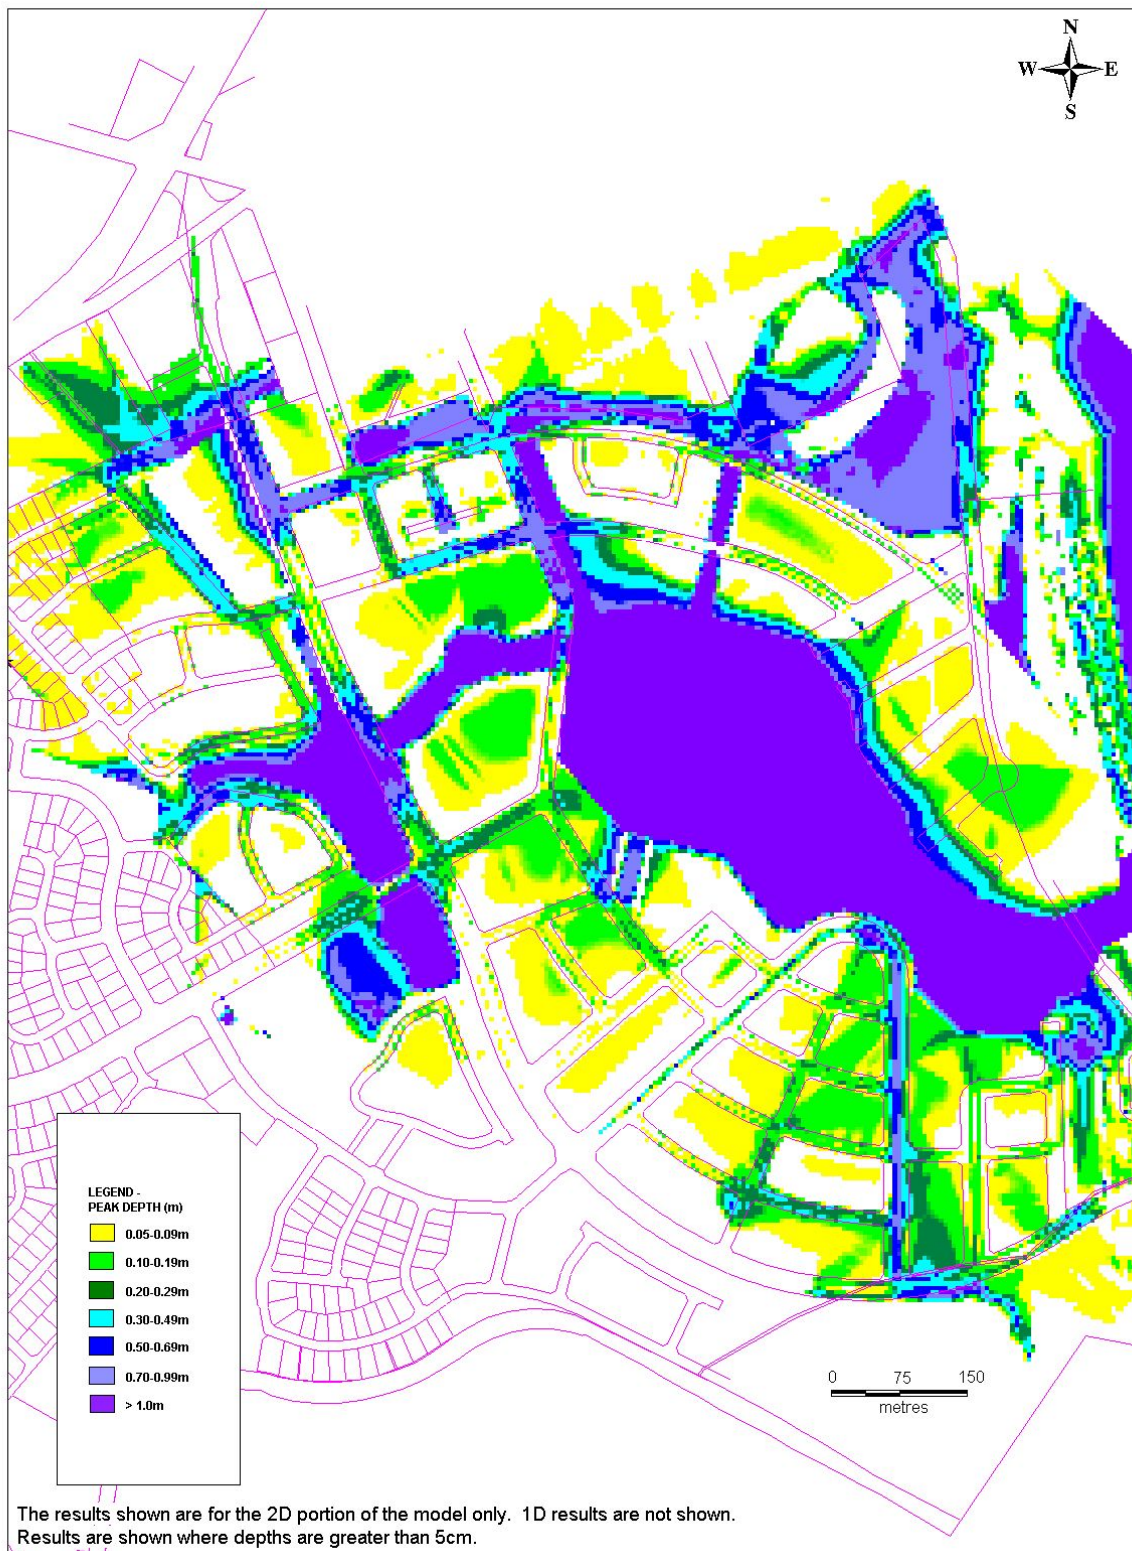 N
W E
S
LEGEND -
PEAK DEPTH (m)
0.05-0.09m
0.10-0.19m
0.20-0.29m
0.30-0.49m
0.50-0.69m
0.70-0.99m
> 1.0m
0 75 150
metres
The results shown are for the 2D portion of the model only. 1D results are not shown.
Results are shown where depths are greater than 5cm.